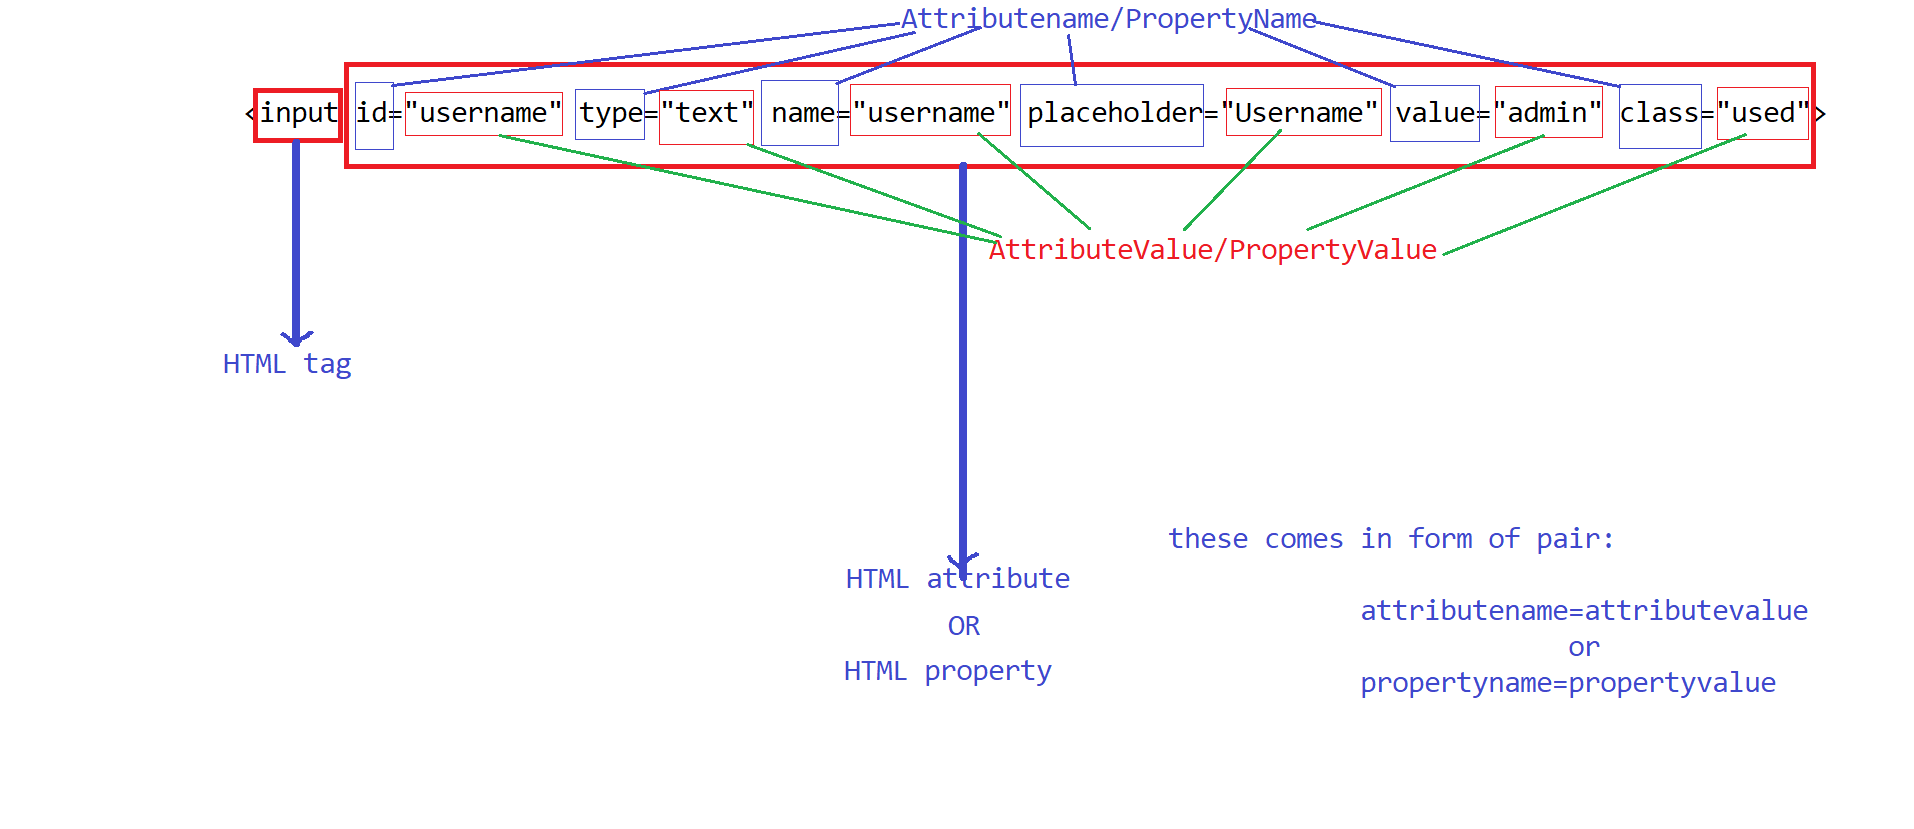 Attributename/PropertyName
<input id="username" type="text" name="username" placeholder="Username" value="admin" class="used">
AttributeValue/PropertyValue
HTML tag
these comes in form of pair:
HTML attribute
attributename=attributevalue
OR
or
HTML property
propertyname=propertyvalue